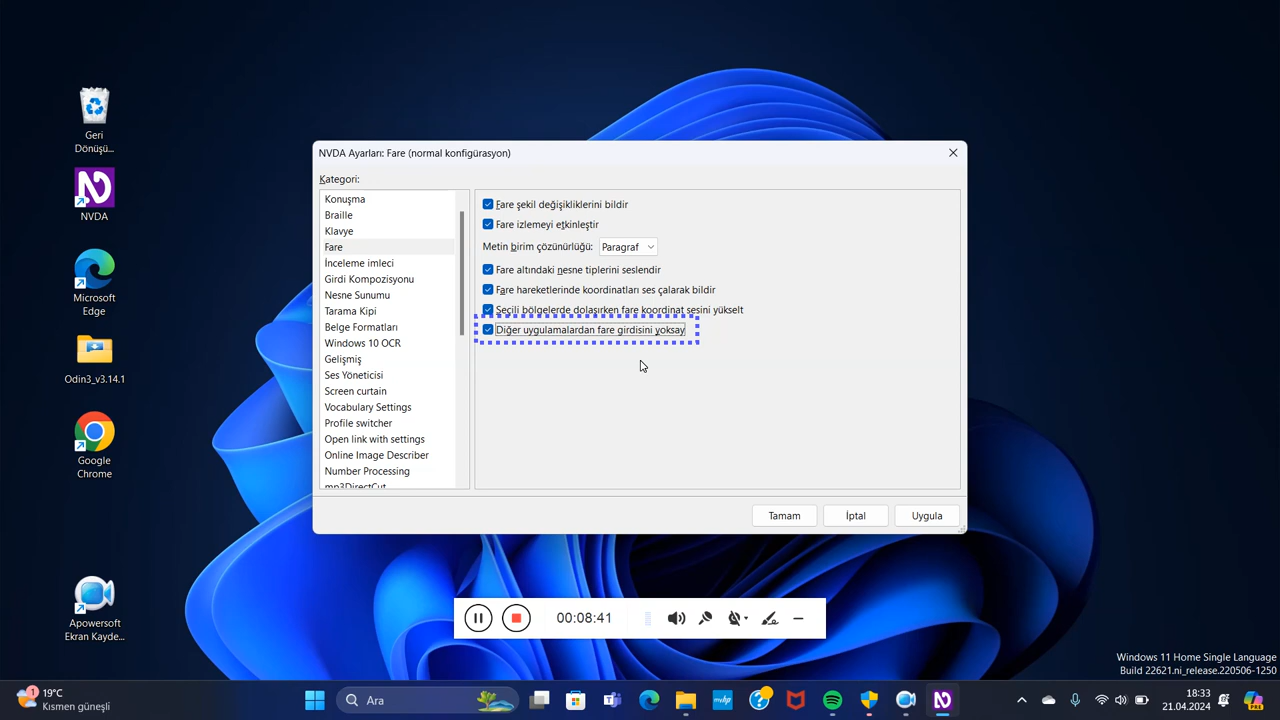 Geri
Dönüşü...
NVDA
Microsoft
Edge
Odin3_v3.14.1
Google
Chrome
Apowersoft
Ekran Kayde...
NVDA Ayarları: Fare (normal konfigürasyon)
Kategori:
Konuşma
Braille
Klavye
Fare
İnceleme imleci
Girdi Kompozisyonu
Nesne Sunumu
Tarama Kipi
Belge Formatları
Windows 10 OCR
Gelişmiş
Ses Yöneticisi
Screen curtain
Vocabulary Settings
Profile switcher
Open link with settings
Online Image Describer
Number Processing
mp3DirectCut
Fare şekil değişikliklerini bildir
Fare izlemeyi etkinleştir
Metin birim çözünürlüğü: Paragraf
Fare altındaki nesne tiplerini seslendir
Fare hareketlerinde koordinatları ses çalarak bildir
Seçili bölgelerde dolaşırken fare koordinat sesini yükselt
Diğer uygulamalardan fare girdisini yoksay
Tamam
İptal
Uygula
00:08:41
Windows 11 Home Single Language
Build 22621.ni_release.220506-1250
1
19°C
Kısmen güneşli
Ara
myhp
18:33
21.04.2024
PRE